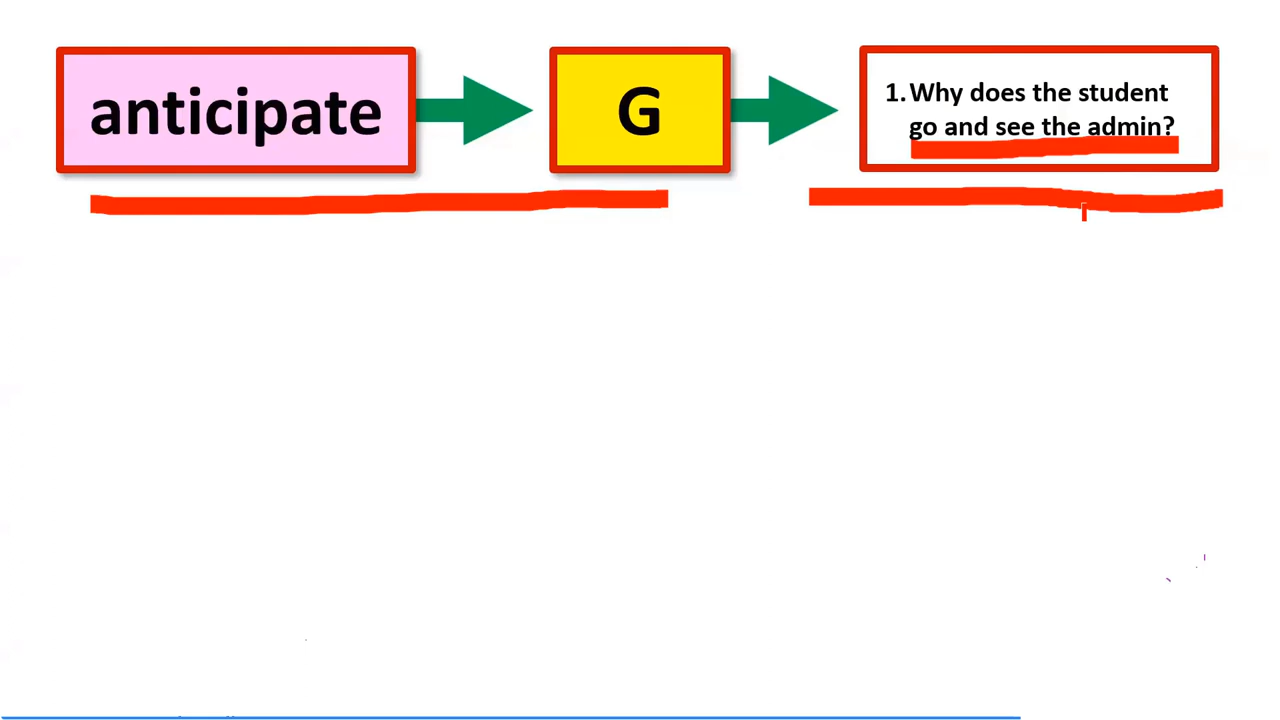 anticipate
G
1. Why does the student
go and see the admin?